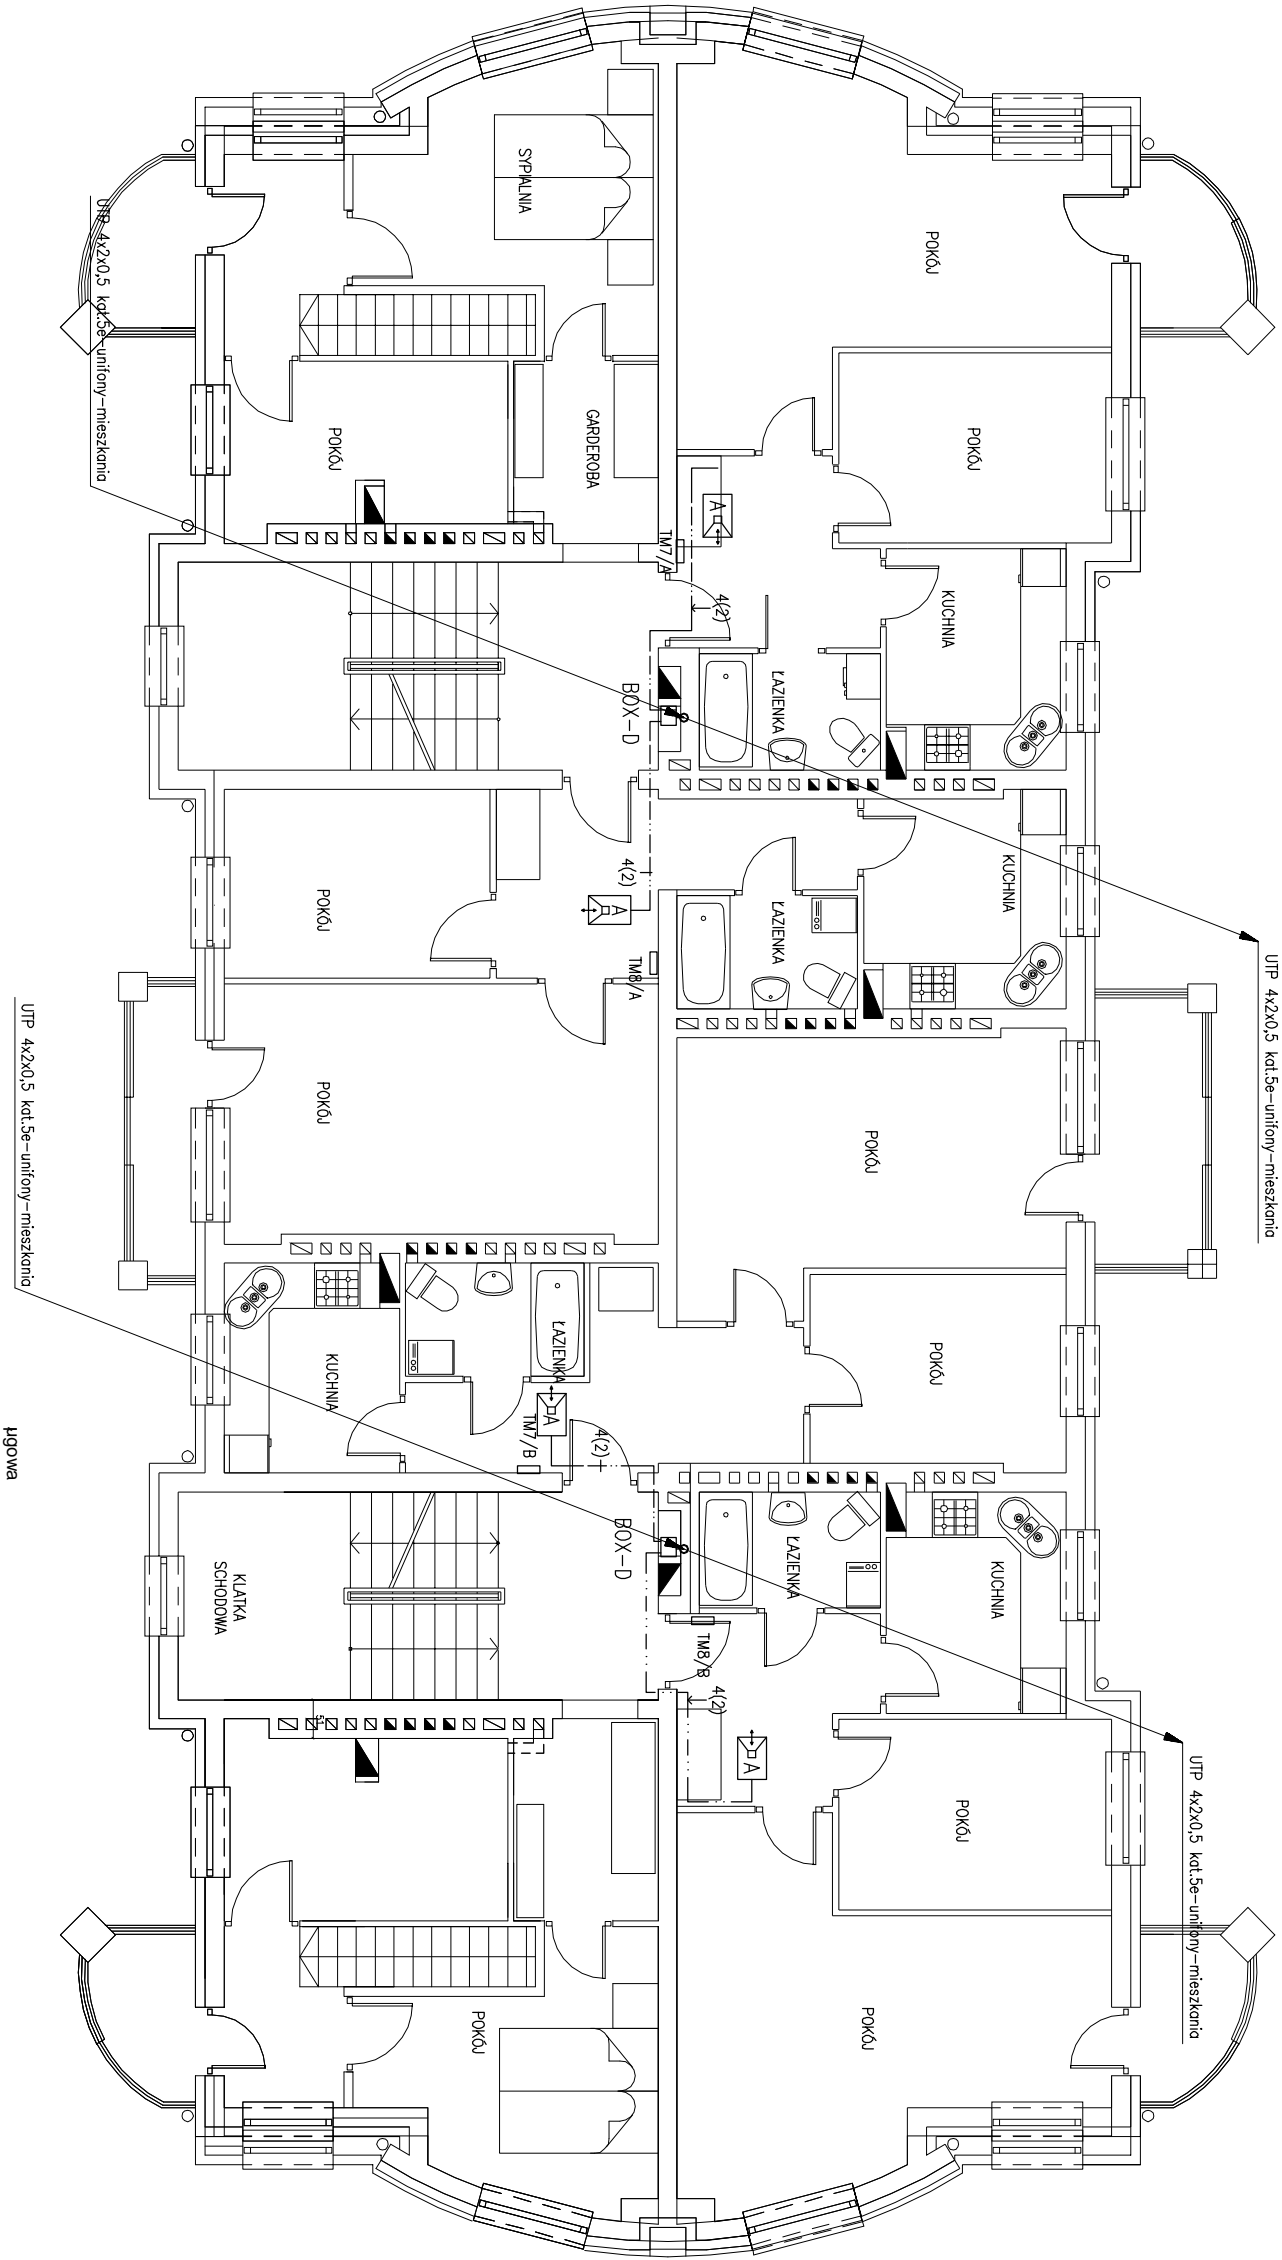 SYPIALNIA
POKÓJ
UTP 4x2x0,5 kat.5e-unifony-mieszkania
GARDEROBA
POKÓJ
POKÓJ
A
TM7/A
4(2)
KUCHNIA
ŁAZIENKA
BOX-D
4(2)
A
TM8/A
POKÓJ
KUCHNIA
ŁAZIENKA
UTP 4x2x0,5 kat.5e-unifony-mieszkania
UTP 4x2x0,5 kat.5e-unifony-mieszkania
POKÓJ
POKÓJ
KUCHNIA
ŁAZIENKA
POKÓJ
A
TM7/B
4(2)
ugowa
BOX-D
ŁAZIENKA
KUCHNIA
KLATKA
SCHODOWA
TM8/B
4(2)
51
A
POKÓJ
UTP 4x2x0,5 kat.5e-unifony-mieszkania
POKÓJ
POKÓJ